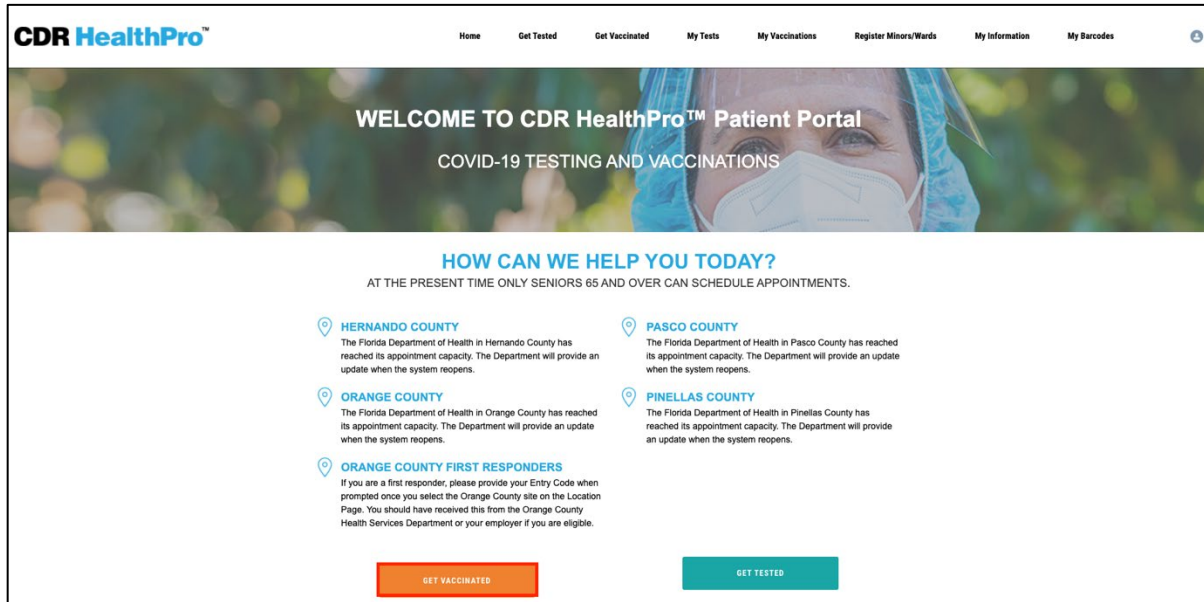 CDR HealthPro™
Home Get Tested Get Vaccinated My Tests My Vaccinations Register Minors/Wards My Information My Barcodes
WELCOME TO CDR HealthPro™ Patient Portal
COVID-19 TESTING AND VACCINATIONS
HOW CAN WE HELP YOU TODAY?
AT THE PRESENT TIME ONLY SENIORS 65 AND OVER CAN SCHEDULE APPOINTMENTS.
HERNANDO COUNTY
The Florida Department of Health in Hernando County has
reached its appointment capacity. The Department will provide an
update when the system reopens.
ORANGE COUNTY
The Florida Department of Health in Orange County has reached
its appointment capacity. The Department will provide an update
when the system reopens.
ORANGE COUNTY FIRST RESPONDERS
If you are a first responder, please provide your Entry Code when
prompted once you select the Orange County site on the Location
Page. You should have received this from the Orange County
Health Services Department or your employer if you are eligible.
PASCO COUNTY
The Florida Department of Health in Pasco County has reached
its appointment capacity. The Department will provide an update
when the system reopens.
PINELLAS COUNTY
The Florida Department of Health in Pinellas County has
reached its appointment capacity. The Department will provide
an update when the system reopens.
GET VACCINATED
GET TESTED